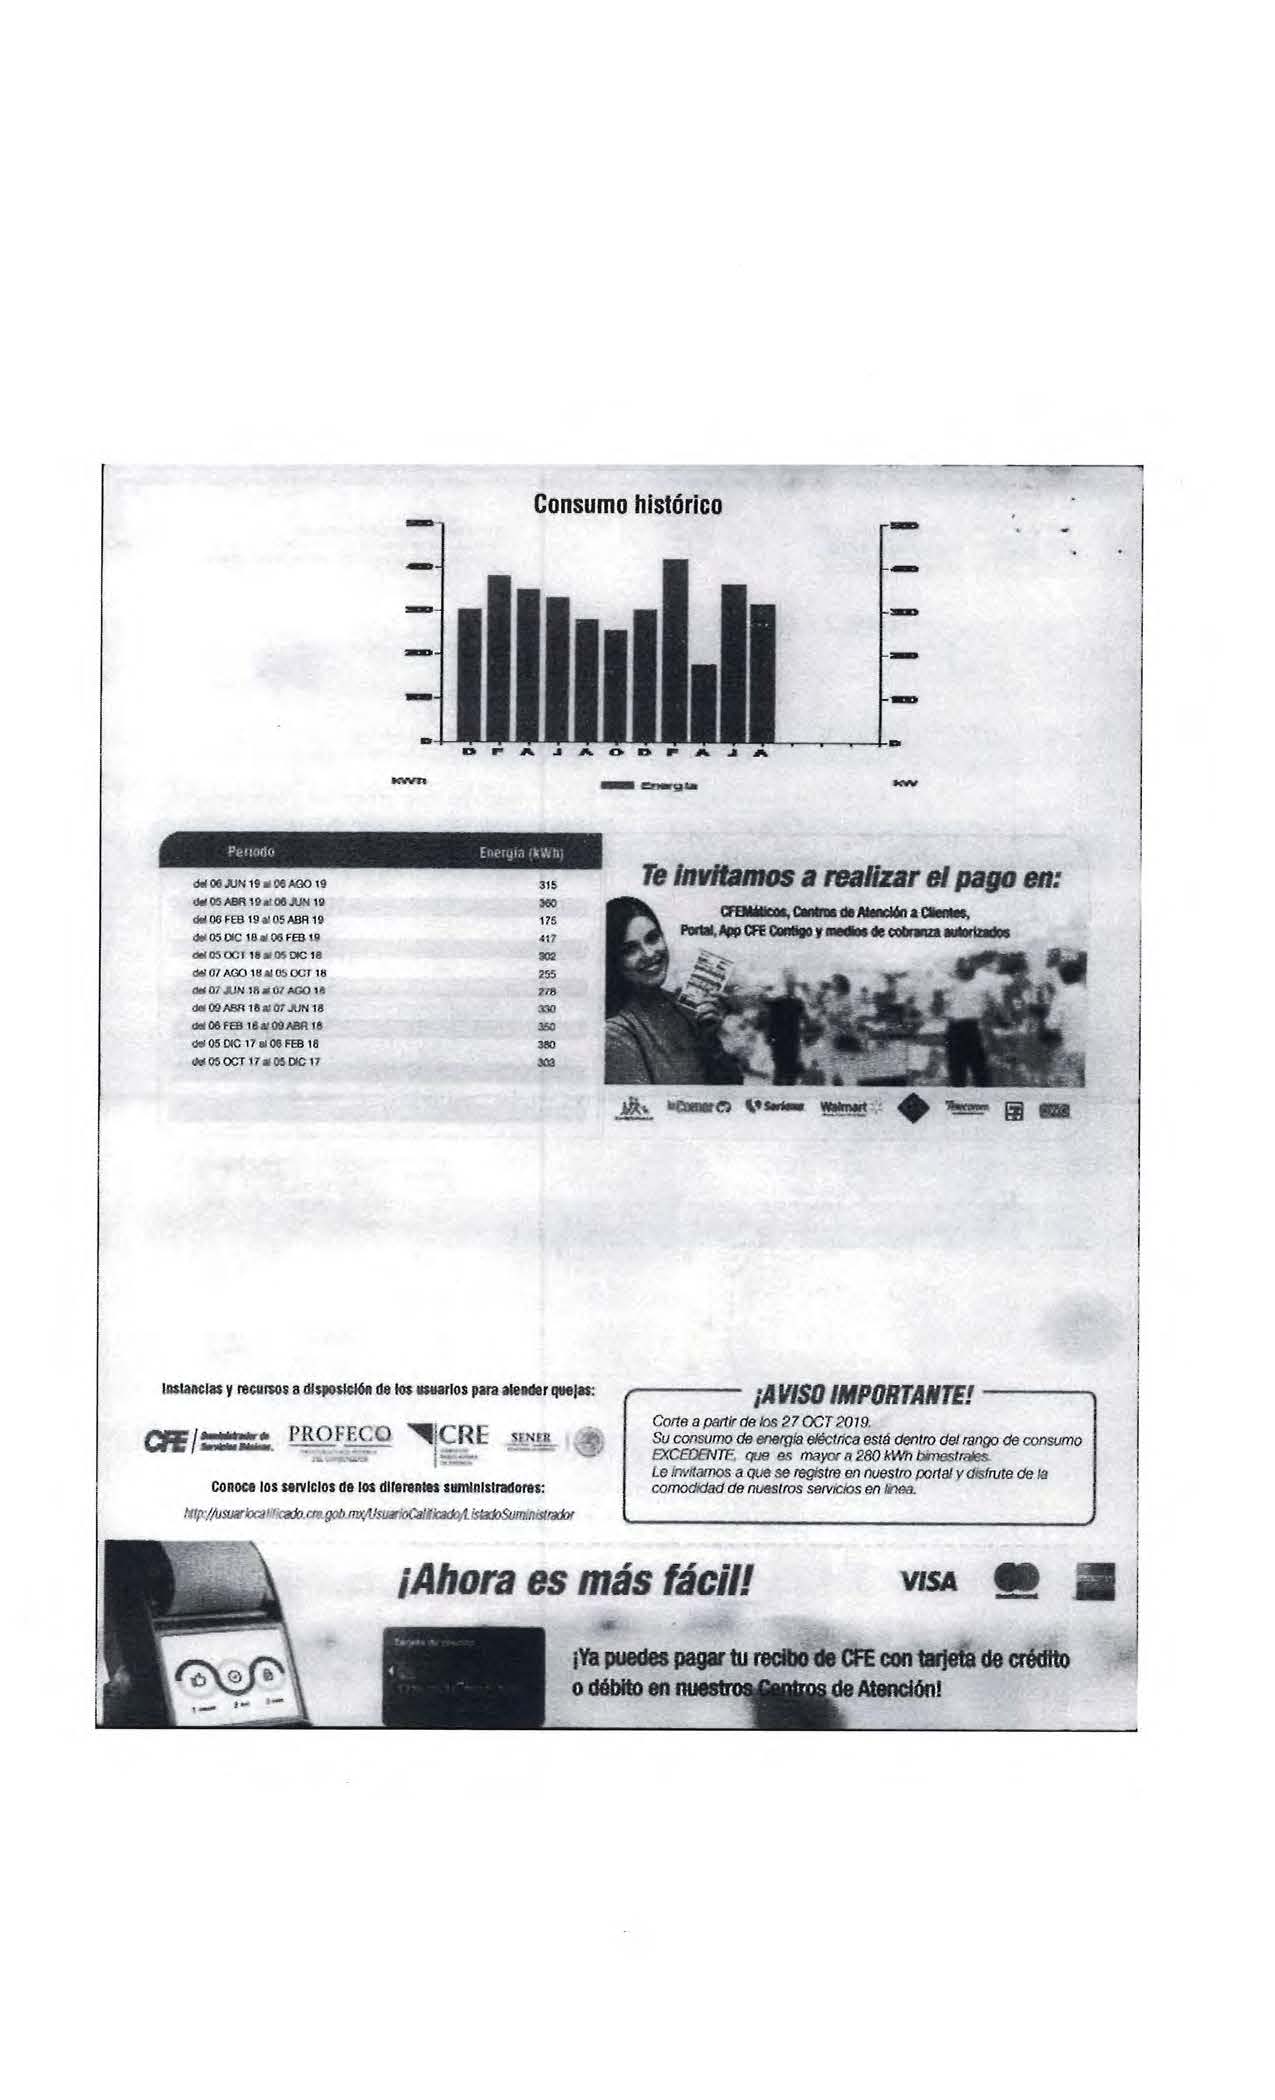 Consumo histórico
D F A J A O D F A J A
kWh
Energía
kW
Periodo Energía (kWh)
del 06 JUN 19 al 06 AGO 19 315
del 05 ABR 19 al 06 JUN 19 360
del 06 FEB 19 al 05 ABR 19 175
del 05 DIC 18 al 06 FEB 19 417
del 05 OCT 18 al 05 DIC 18 302
del 07 AGO 18 al 05 OCT 18 255
del 07 JUN 18 al 07 AGO 18 278
del 09 ABR 18 al 07 JUN 18 330
del 06 FEB 18 al 09 ABR 18 350
del 05 DIC 17 al 06 FEB 18 380
del 05 OCT 17 al 05 DIC 17 303
Te invitamos a realizar el pago en:
CFEMáticos, Centros de Atención a Clientes,
Portal, App CFE Contigo y medios de cobranza autorizados
laComer Soriana Walmart Telecomm
Instancias y recursos a disposición de los usuarios para atender quejas:
CFE Suministrador de Servicios Básicos. PROFECO CRE SENER
Conoce los servicios de los diferentes suministradores:
http://usuariocalificado.cre.gob.mx/UsuarioCalificado/ListadoSuministrador
¡AVISO IMPORTANTE!
Corte a partir de los 27 OCT 2019.
Su consumo de energía eléctrica está dentro del rango de consumo
EXCEDENTE, que es mayor a 280 kWh bimestrales.
Le invitamos a que se registre en nuestro portal y disfrute de la
comodidad de nuestros servicios en línea.
¡Ahora es más fácil!
VISA
¡Ya puedes pagar tu recibo de CFE con tarjeta de crédito
o débito en nuestros Centros de Atención!